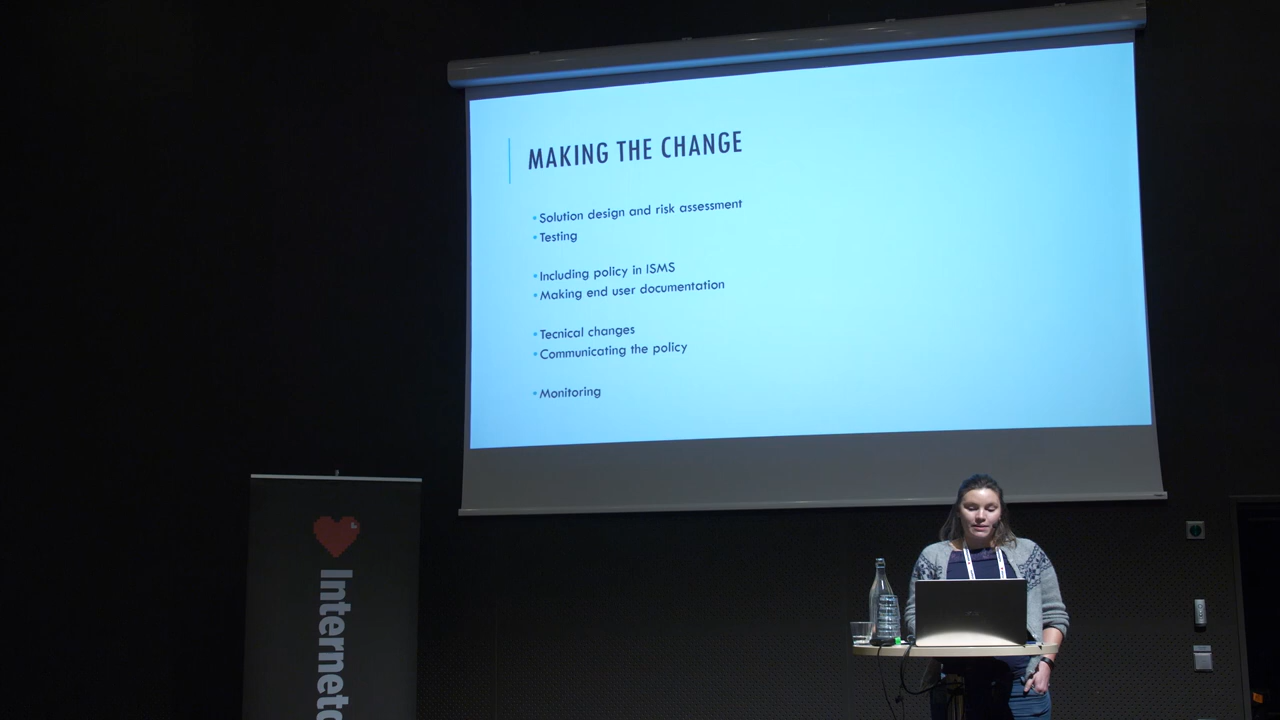 MAKING THE CHANGE
• Solution design and risk assessment
• Testing
• Including policy in ISMS
• Making end user documentation
• Tecnical changes
• Communicating the policy
• Monitoring
Internetd